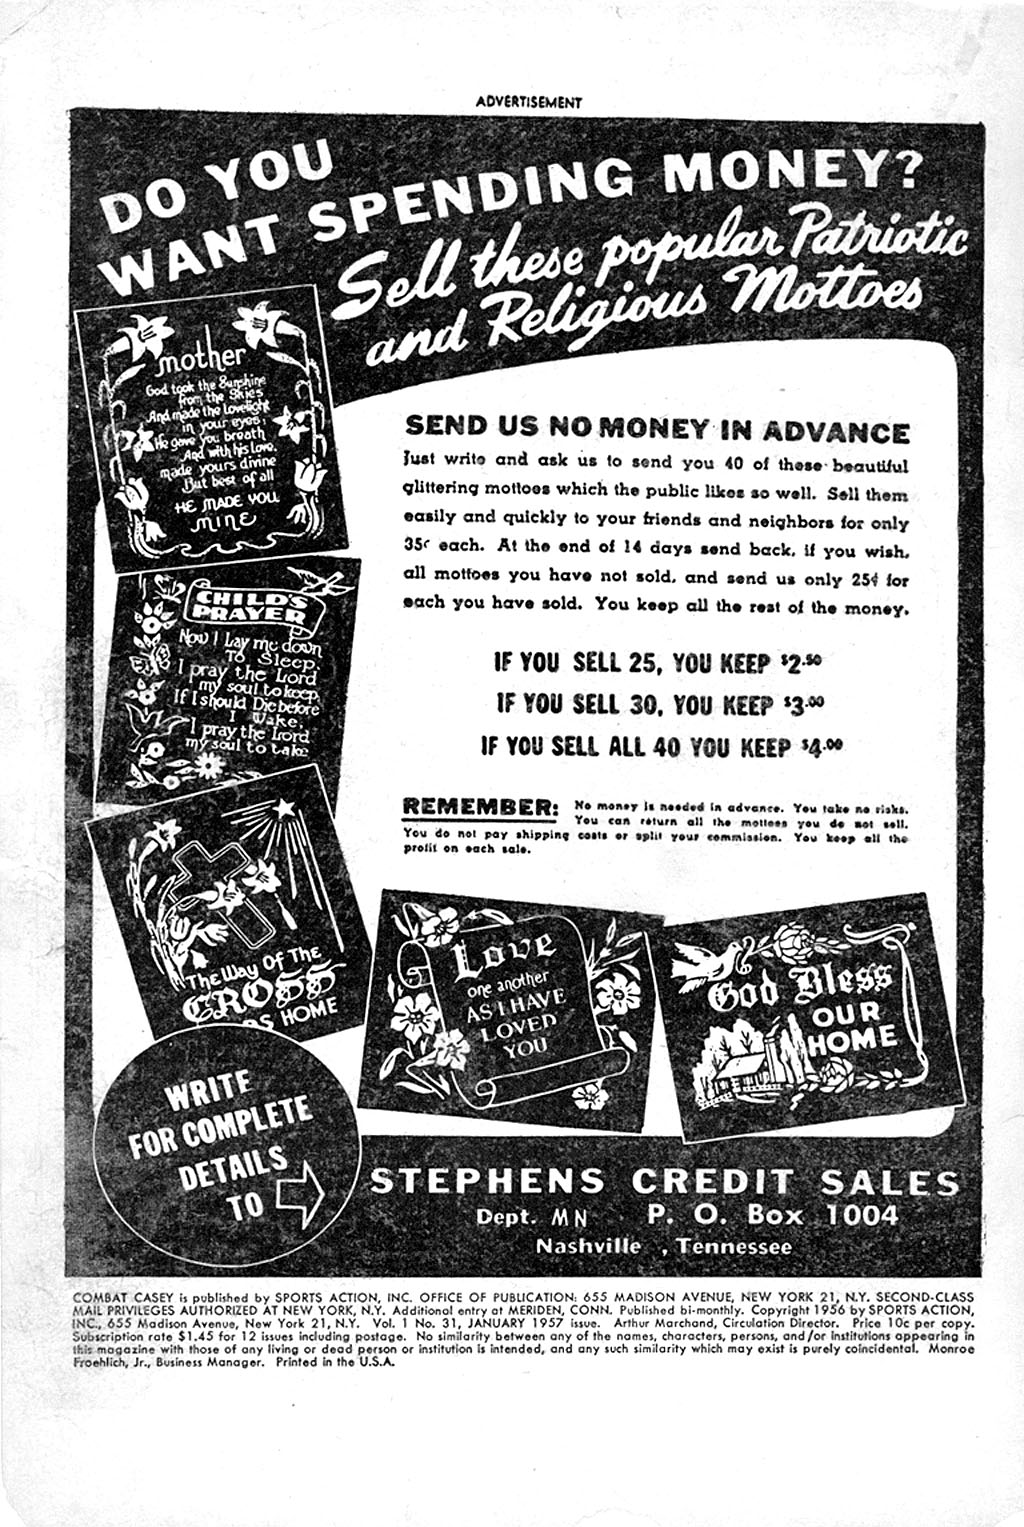 ADVERTISEMENT
DO YOU
WANT SPENDING MONEY?
Sell these popular Patriotic
and Religious Mottoes
mother
God took the Sunshine
from the Skies
And made the Lovelight
in your eyes;
He gave you breath
And with his Love,
made yours divine
But best of all
HE MADE YOU
MINE
CHILD'S
PRAYER
Now I Lay me down
To Sleep,
I pray the Lord
my soul to keep,
If I should Die before
I Wake,
I pray the Lord
my soul to take
The Way Of The
CROSS
HOME
SEND US NO MONEY IN ADVANCE
Just write and ask us to send you 40 of these beautiful
glittering mottoes which the public likes so well. Sell them
easily and quickly to your friends and neighbors for only
35¢ each. At the end of 14 days send back, if you wish,
all mottoes you have not sold, and send us only 25¢ for
each you have sold. You keep all the rest of the money.
IF YOU SELL 25, YOU KEEP $2.50
IF YOU SELL 30, YOU KEEP $3.00
IF YOU SELL ALL 40 YOU KEEP $4.00
REMEMBER: No money is needed in advance. You take no risks.
You can return all the mottoes you do not sell.
You do not pay shipping costs or split your commission. You keep all the
profit on each sale.
Love
one another
AS I HAVE
LOVED
YOU
God Bless
OUR
HOME
WRITE
FOR COMPLETE
DETAILS
TO
STEPHENS CREDIT SALES
Dept. MN P. O. Box 1004
Nashville , Tennessee
COMBAT CASEY is published by SPORTS ACTION, INC. OFFICE OF PUBLICATION: 655 MADISON AVENUE, NEW YORK 21, N.Y. SECOND-CLASS
MAIL PRIVILEGES AUTHORIZED AT NEW YORK, N.Y. Additional entry at MERIDEN, CONN. Published bi-monthly. Copyright 1956 by SPORTS ACTION,
INC., 655 Madison Avenue, New York 21, N.Y. Vol. 1 No. 31, JANUARY 1957 issue. Arthur Marchand, Circulation Director. Price 10c per copy.
Subscription rate $1.45 for 12 issues including postage. No similarity between any of the names, characters, persons, and/or institutions appearing in
this magazine with those of any living or dead person or institution is intended, and any such similarity which may exist is purely coincidental. Monroe
Froehlich, Jr., Business Manager. Printed in the U.S.A.